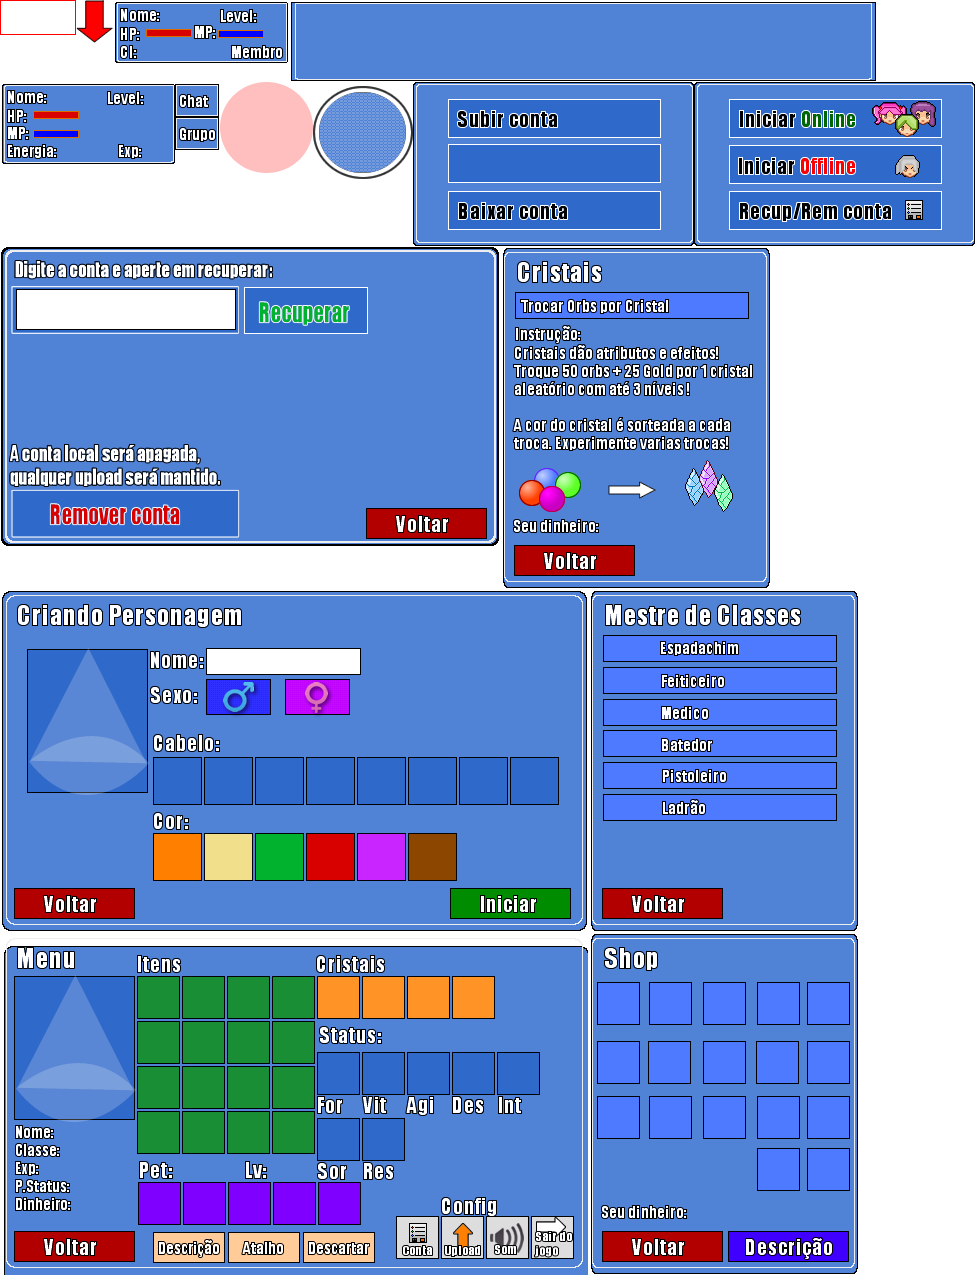 Nome: Level:
HP: MP:
Cl: Membro
Nome: Level:
HP:
MP:
Energia: Exp:
Chat
Grupo
Subir conta
Baixar conta
Iniciar Online
Iniciar Offline
Recup/Rem conta
Digite a conta e aperte em recuperar:
Recuperar
A conta local será apagada,
qualquer upload será mantido.
Remover conta
Voltar
Cristais
Trocar Orbs por Cristal
Instrução:
Cristais dão atributos e efeitos!
Troque 50 orbs + 25 Gold por 1 cristal
aleatório com até 3 níveis !
A cor do cristal é sorteada a cada
troca. Experimente varias trocas!
Seu dinheiro:
Voltar
Criando Personagem
Nome:
Sexo:
Cabelo:
Cor:
Voltar
Iniciar
Mestre de Classes
Espadachim
Feiticeiro
Medico
Batedor
Pistoleiro
Ladrão
Voltar
Menu
Itens
Cristais
Status:
For Vit Agi Des Int
Sor Res
Nome:
Classe:
Exp:
P.Status:
Dinheiro:
Pet: Lv:
Voltar
Descrição
Atalho
Descartar
Config
Conta
Upload
Som
Sair do
jogo
Shop
Seu dinheiro:
Voltar
Descrição